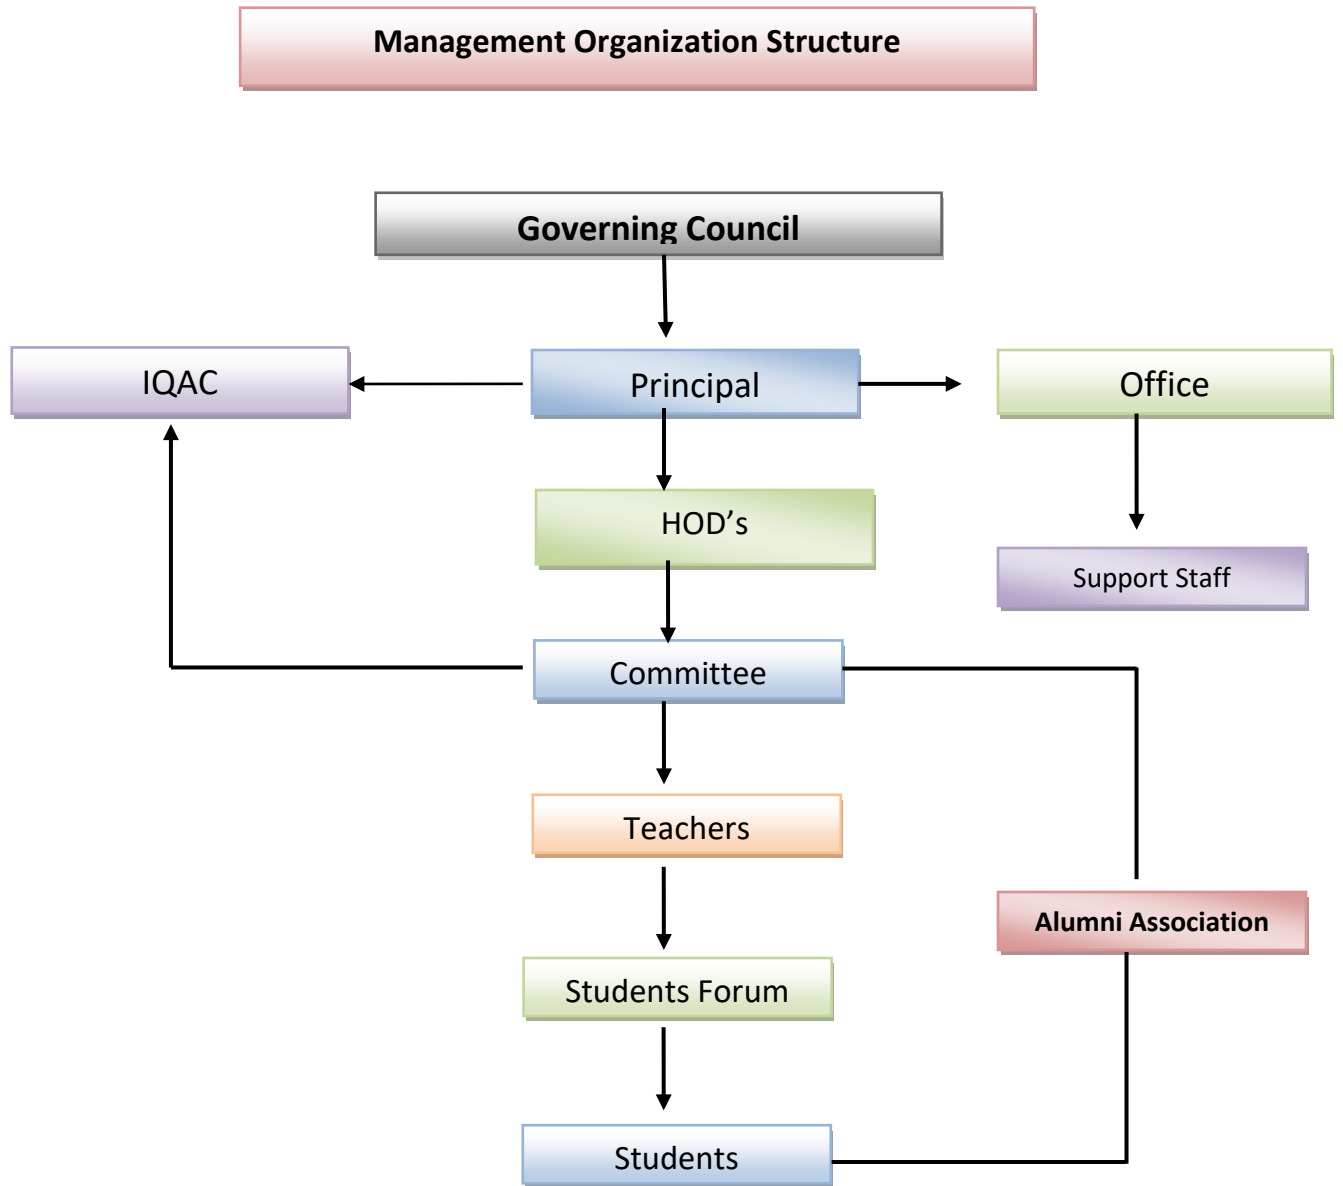 Management Organization Structure
Governing Council
IQAC
Principal
Office
HOD’s
Support Staff
Committee
Teachers
Alumni Association
Students Forum
Students